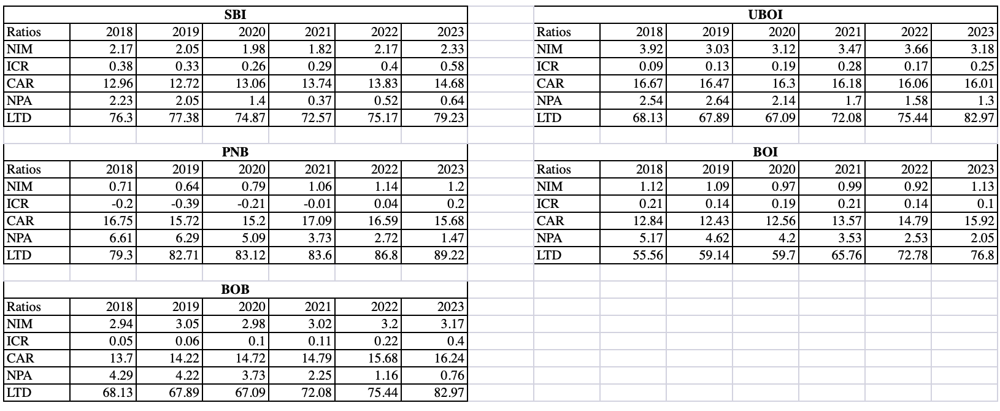 SBI
Ratios 2018 2019 2020 2021 2022 2023
NIM 2.17 2.05 1.98 1.82 2.17 2.33
ICR 0.38 0.33 0.26 0.29 0.4 0.58
CAR 12.96 12.72 13.06 13.74 13.83 14.68
NPA 2.23 2.05 1.4 0.37 0.52 0.64
LTD 76.3 77.38 74.87 72.57 75.17 79.23
UBOI
Ratios 2018 2019 2020 2021 2022 2023
NIM 3.92 3.03 3.12 3.47 3.66 3.18
ICR 0.09 0.13 0.19 0.28 0.17 0.25
CAR 16.67 16.47 16.3 16.18 16.06 16.01
NPA 2.54 2.64 2.14 1.7 1.58 1.3
LTD 68.13 67.89 67.09 72.08 75.44 82.97
PNB
Ratios 2018 2019 2020 2021 2022 2023
NIM 0.71 0.64 0.79 1.06 1.14 1.2
ICR -0.2 -0.39 -0.21 -0.01 0.04 0.2
CAR 16.75 15.72 15.2 17.09 16.59 15.68
NPA 6.61 6.29 5.09 3.73 2.72 1.47
LTD 79.3 82.71 83.12 83.6 86.8 89.22
BOI
Ratios 2018 2019 2020 2021 2022 2023
NIM 1.12 1.09 0.97 0.99 0.92 1.13
ICR 0.21 0.14 0.19 0.21 0.14 0.1
CAR 12.84 12.43 12.56 13.57 14.79 15.92
NPA 5.17 4.62 4.2 3.53 2.53 2.05
LTD 55.56 59.14 59.7 65.76 72.78 76.8
BOB
Ratios 2018 2019 2020 2021 2022 2023
NIM 2.94 3.05 2.98 3.02 3.2 3.17
ICR 0.05 0.06 0.1 0.11 0.22 0.4
CAR 13.7 14.22 14.72 14.79 15.68 16.24
NPA 4.29 4.22 3.73 2.25 1.16 0.76
LTD 68.13 67.89 67.09 72.08 75.44 82.97